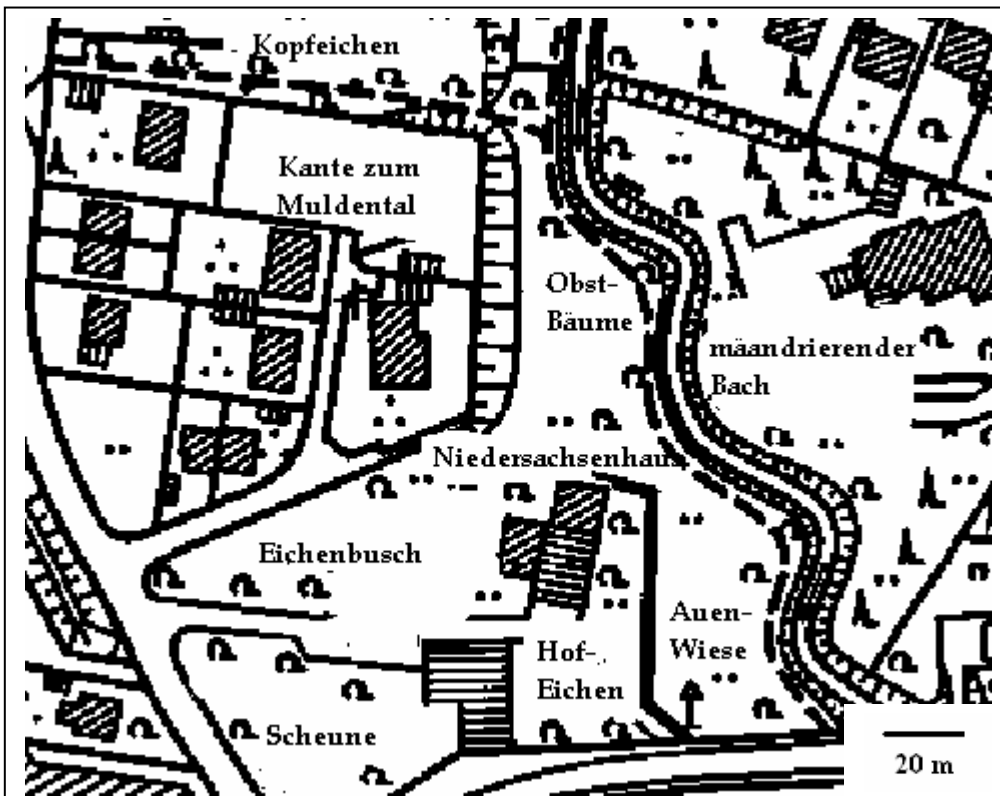 Kopfeichen
Kante zum
Muldental
Obst-
Bäume
mäandrierender
Bach
Niedersachsenhaus
Eichenbusch
Auen-
Wiese
Hof-
Eichen
Scheune
20 m